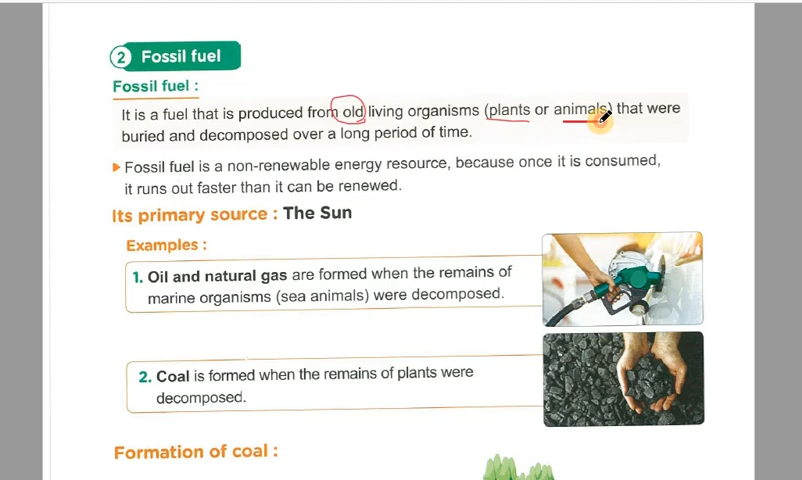 2 Fossil fuel
Fossil fuel :
It is a fuel that is produced from old living organisms (plants or animals) that were
buried and decomposed over a long period of time.
Fossil fuel is a non-renewable energy resource, because once it is consumed,
it runs out faster than it can be renewed.
Its primary source : The Sun
Examples :
1. Oil and natural gas are formed when the remains of
marine organisms (sea animals) were decomposed.
2. Coal is formed when the remains of plants were
decomposed.
Formation of coal :